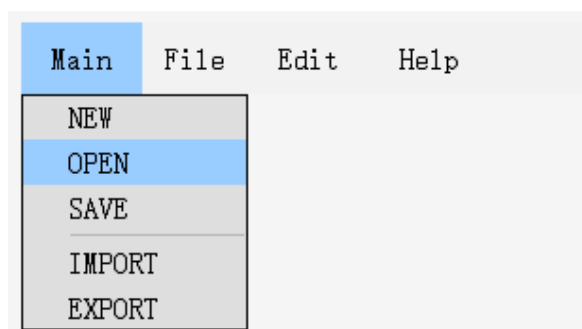 Main File Edit Help
NEW
OPEN
SAVE
IMPORT
EXPORT